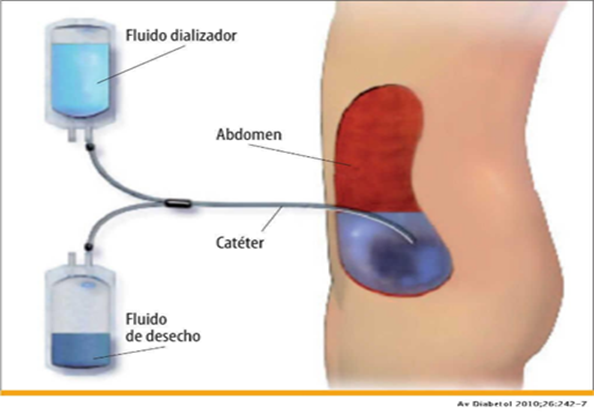 Fluido dializador
Abdomen
Catéter
Fluido
de desecho
Av Diabetol 2010;26:242-7